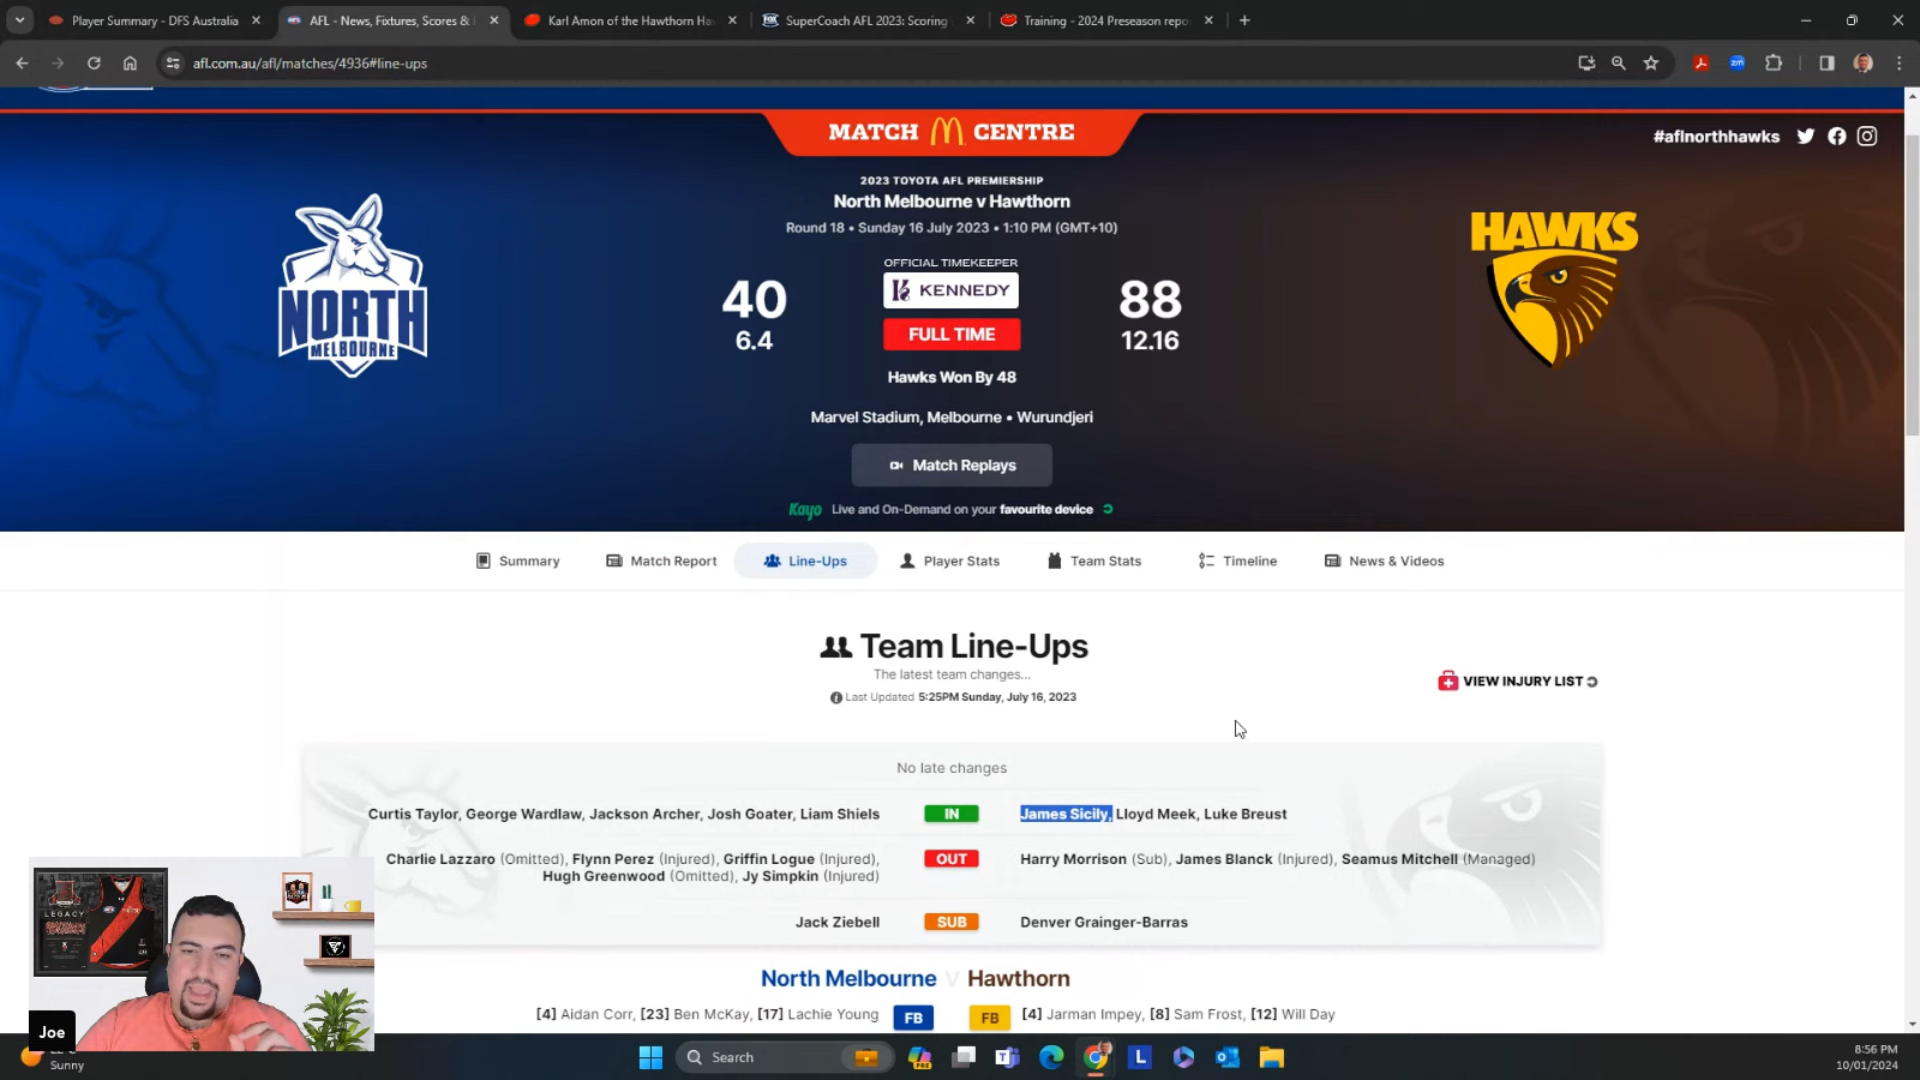 Player Summary - DFS Australia
AFL - News, Fixtures, Scores &
Karl Amon of the Hawthorn Ha
SuperCoach AFL 2023: Scoring
Training - 2024 Preseason repo
afl.com.au/afl/matches/4936#line-ups
zm
MATCH CENTRE
#aflnorthhawks
2023 TOYOTA AFL PREMIERSHIP
North Melbourne v Hawthorn
Round 18 • Sunday 16 July 2023 • 1:10 PM (GMT+10)
NORTH
MELBOURNE
HAWKS
OFFICIAL TIMEKEEPER
KENNEDY
40
88
6.4
FULL TIME
12.16
Hawks Won By 48
Marvel Stadium, Melbourne • Wurundjeri
Match Replays
Kayo Live and On-Demand on your favourite device
Summary
Match Report
Line-Ups
Player Stats
Team Stats
Timeline
News & Videos
Team Line-Ups
The latest team changes...
Last Updated 5:25PM Sunday, July 16, 2023
VIEW INJURY LIST
No late changes
Curtis Taylor, George Wardlaw, Jackson Archer, Josh Goater, Liam Shiels
IN
James Sicily, Lloyd Meek, Luke Breust
Charlie Lazzaro (Omitted), Flynn Perez (Injured), Griffin Logue (Injured),
Hugh Greenwood (Omitted), Jy Simpkin (Injured)
OUT
Harry Morrison (Sub), James Blanck (Injured), Seamus Mitchell (Managed)
Jack Ziebell
SUB
Denver Grainger-Barras
North Melbourne V Hawthorn
[4] Aidan Corr, [23] Ben McKay, [17] Lachie Young
FB
FB
[4] Jarman Impey, [8] Sam Frost, [12] Will Day
LEGACY
Joe
Sunny
Search
PRE
L
8:56 PM
10/01/2024